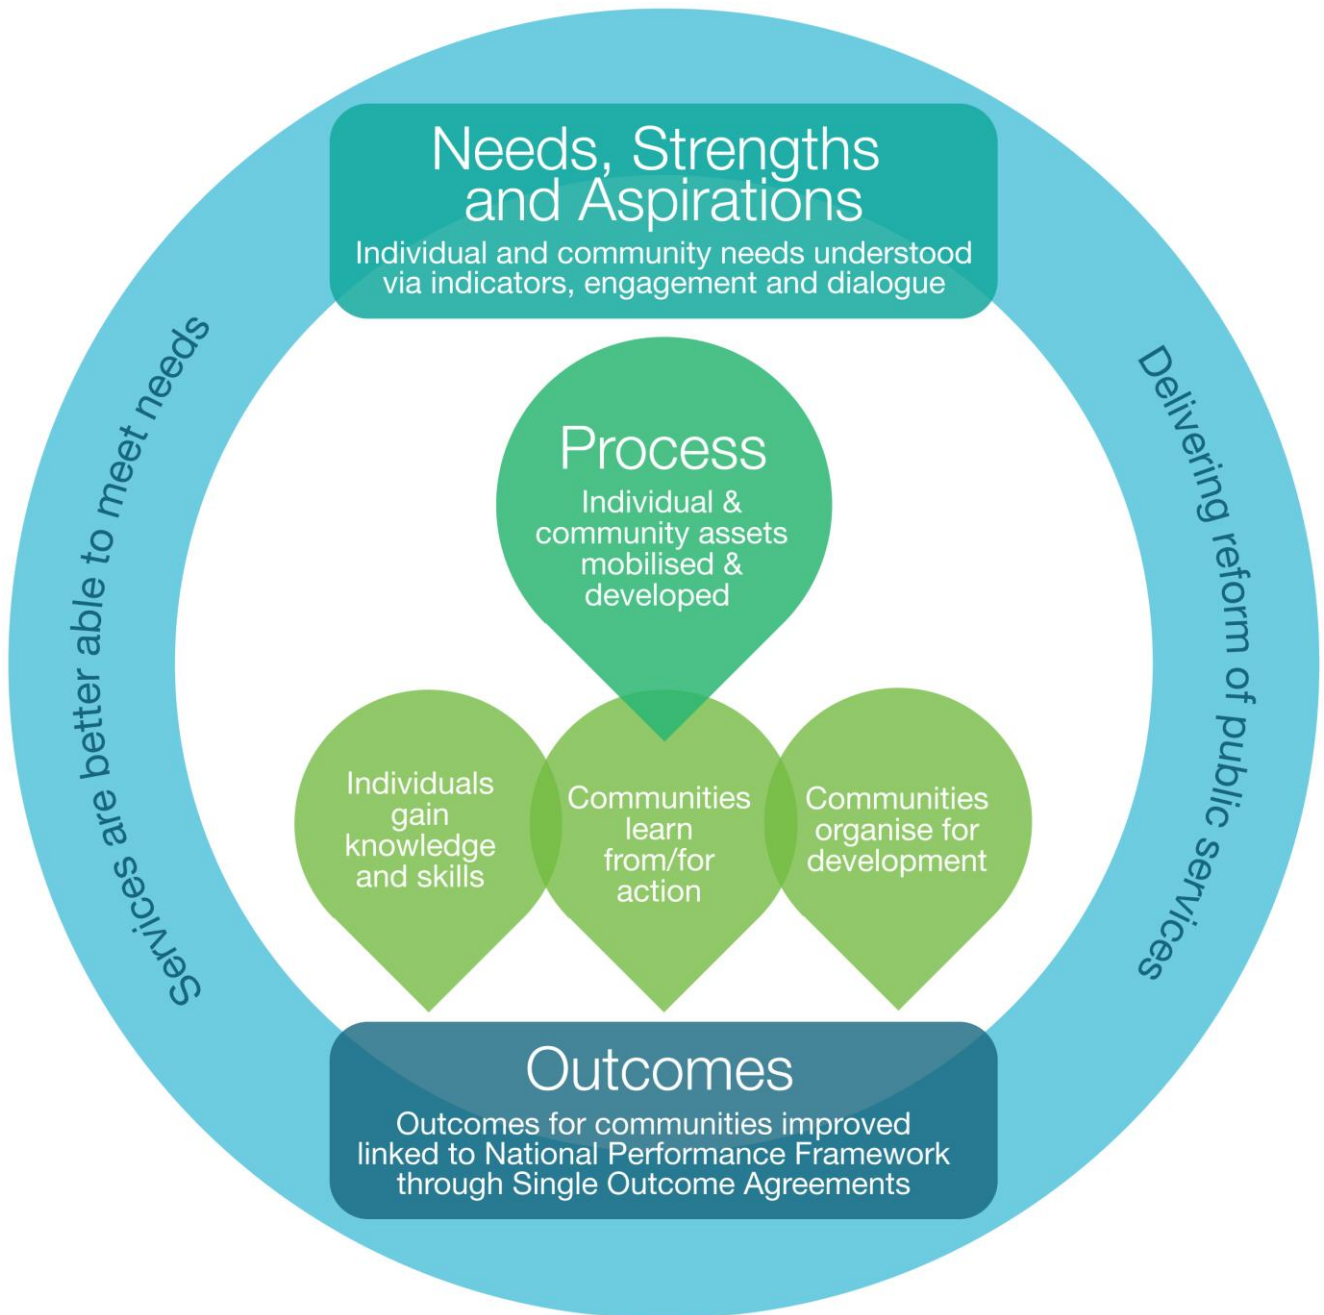 Needs, Strengths
and Aspirations
Individual and community needs understood
via indicators, engagement and dialogue
Services are better able to meet needs
Delivering reform of public services
Process
Individual &
community assets
mobilised &
developed
Individuals
gain
knowledge
and skills
Communities
learn
from/for
action
Communities
organise for
development
Outcomes
Outcomes for communities improved
linked to National Performance Framework
through Single Outcome Agreements